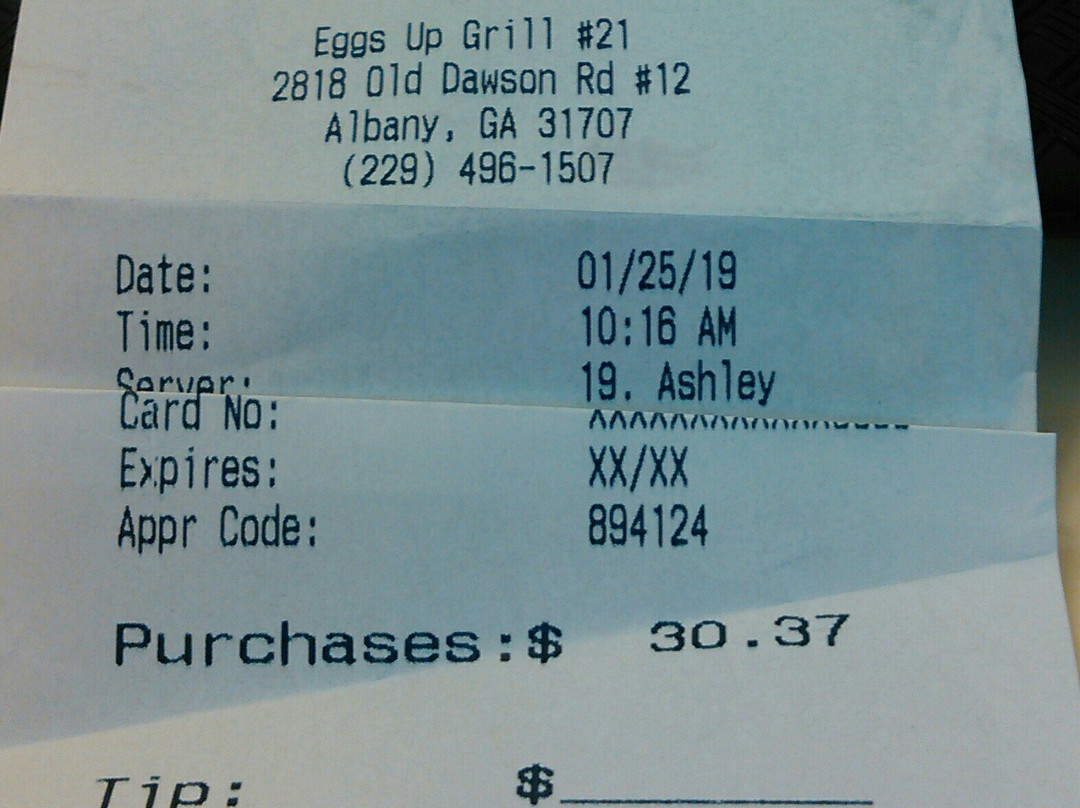 Eggs Up Grill #21
2818 Old Dawson Rd #12
Albany, GA 31707
(229) 496-1507
Date: 01/25/19
Time: 10:16 AM
Server: 19. Ashley
Card No:
Expires: XX/XX
Appr Code: 894124
Purchases:$ 30.37
Tip: $